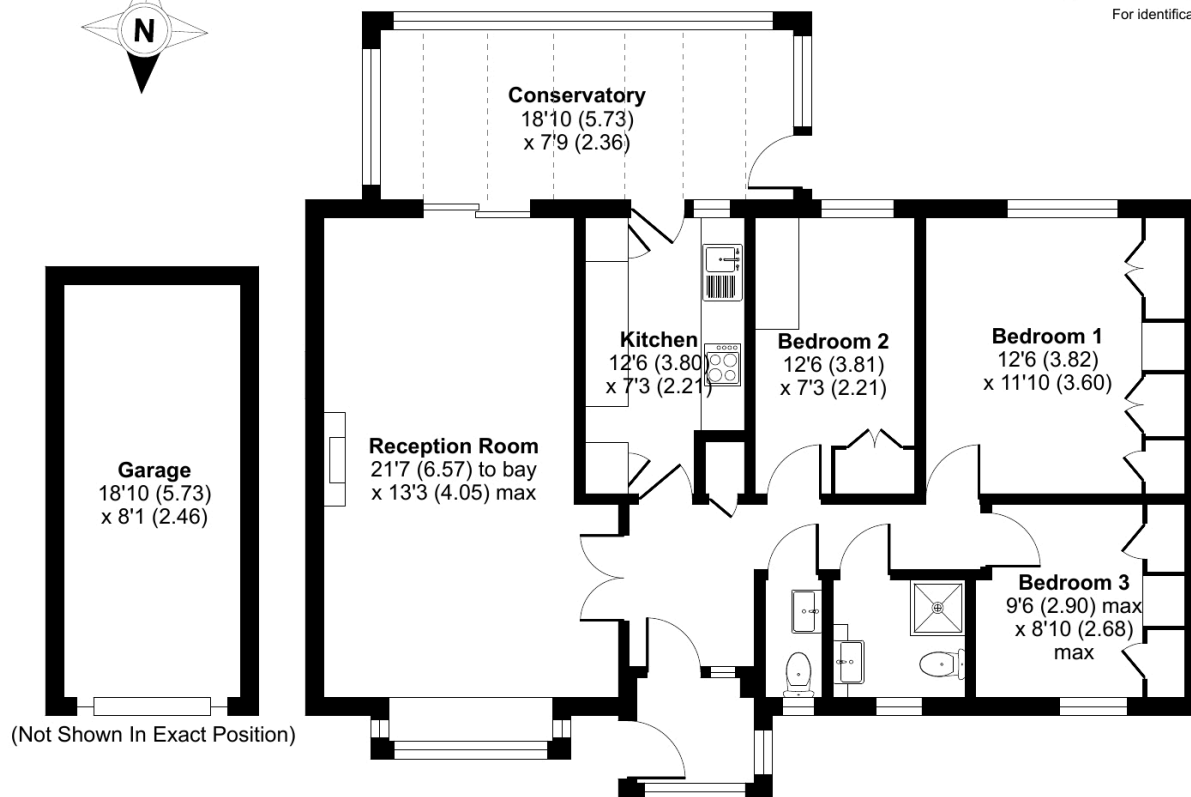 For identifica
N
Conservatory
18'10 (5.73)
x 7'9 (2.36)
Kitchen
12'6 (3.80)
x 7'3 (2.21)
Bedroom 2
12'6 (3.81)
x 7'3 (2.21)
Bedroom 1
12'6 (3.82)
x 11'10 (3.60)
Reception Room
21'7 (6.57) to bay
x 13'3 (4.05) max
Garage
18'10 (5.73)
x 8'1 (2.46)
Bedroom 3
9'6 (2.90) max
x 8'10 (2.68)
max
(Not Shown In Exact Position)